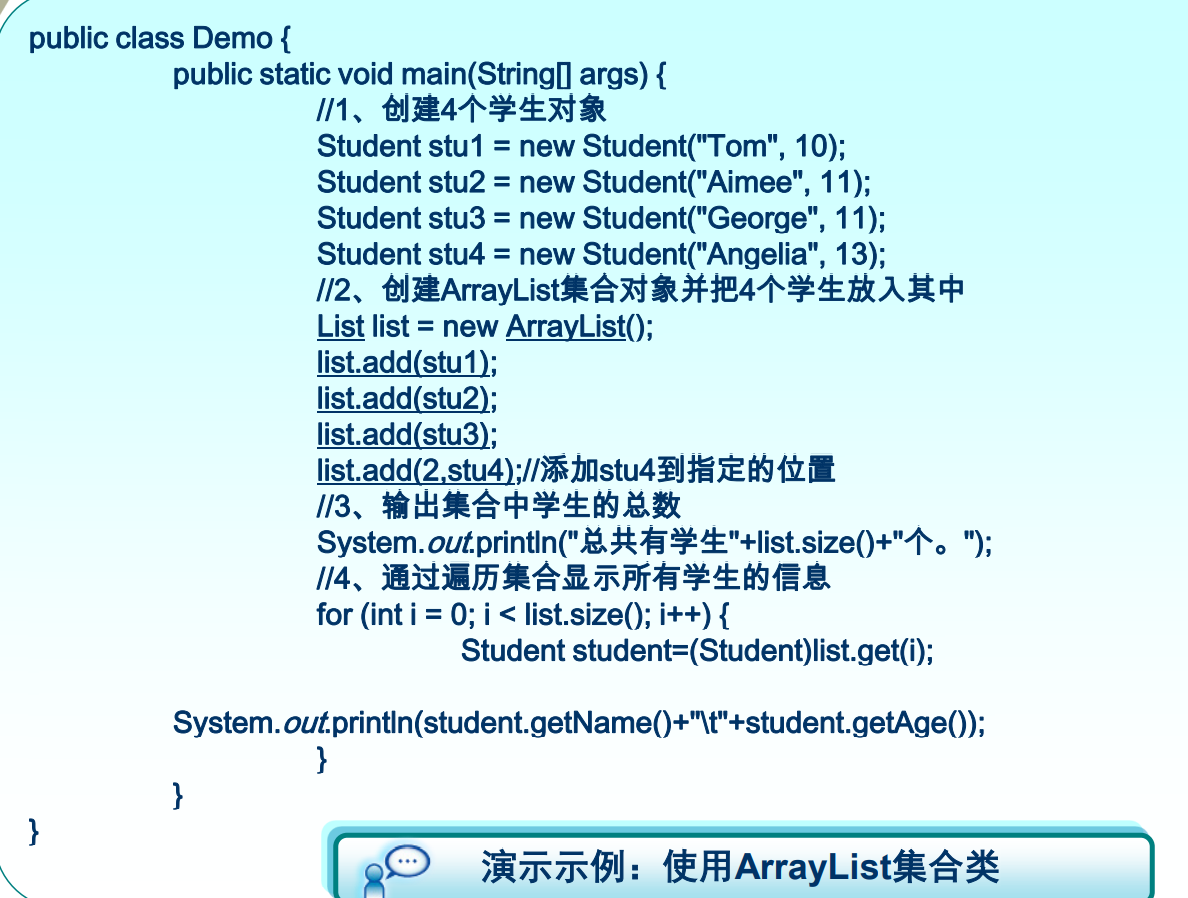 public class Demo {
public static void main(String[] args) {
//1、创建4个学生对象
Student stu1 = new Student("Tom", 10);
Student stu2 = new Student("Aimee", 11);
Student stu3 = new Student("George", 11);
Student stu4 = new Student("Angelia", 13);
//2、创建ArrayList集合对象并把4个学生放入其中
List list = new ArrayList();
list.add(stu1);
list.add(stu2);
list.add(stu3);
list.add(2,stu4);//添加stu4到指定的位置
//3、输出集合中学生的总数
System.out.println("总共有学生"+list.size()+"个。");
//4、通过遍历集合显示所有学生的信息
for (int i = 0; i < list.size(); i++) {
Student student=(Student)list.get(i);
System.out.println(student.getName()+"\t"+student.getAge());
}
}
}
演示示例：使用ArrayList集合类